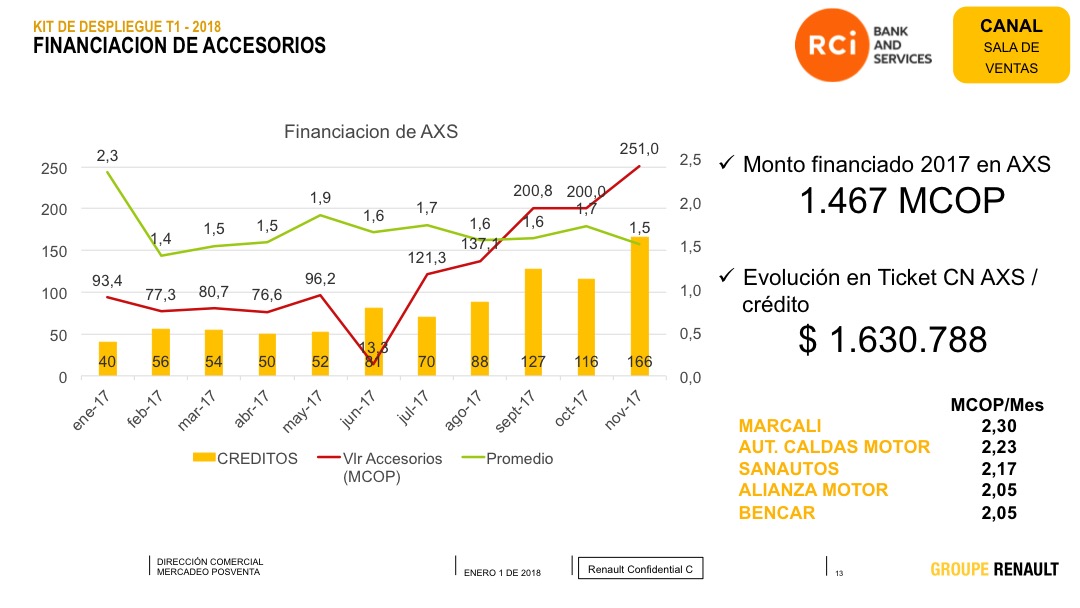 KIT DE DESPLIEGUE T1 - 2018
FINANCIACION DE ACCESORIOS
RCi BANK
AND
SERVICES
CANAL
SALA DE
VENTAS
Financiacion de AXS
250
200
150
100
50
0
2,5
2,0
1,5
1,0
0,5
0,0
2,3
1,4
1,5
1,5
1,9
1,6
1,7
1,6
1,6
1,7
1,5
93,4
77,3
80,7
76,6
96,2
13,3
121,3
137,1
200,8
200,0
251,0
40
56
54
50
52
81
70
88
127
116
166
ene-17
feb-17
mar-17
abr-17
may-17
jun-17
jul-17
ago-17
sept-17
oct-17
nov-17
CREDITOS
Vlr Accesorios
(MCOP)
Promedio
✓ Monto financiado 2017 en AXS
1.467 MCOP
✓ Evolución en Ticket CN AXS /
crédito
$ 1.630.788
MCOP/Mes
MARCALI 2,30
AUT. CALDAS MOTOR 2,23
SANAUTOS 2,17
ALIANZA MOTOR 2,05
BENCAR 2,05
DIRECCIÓN COMERCIAL
MERCADEO POSVENTA
ENERO 1 DE 2018
Renault Confidential C
13
GROUPE RENAULT